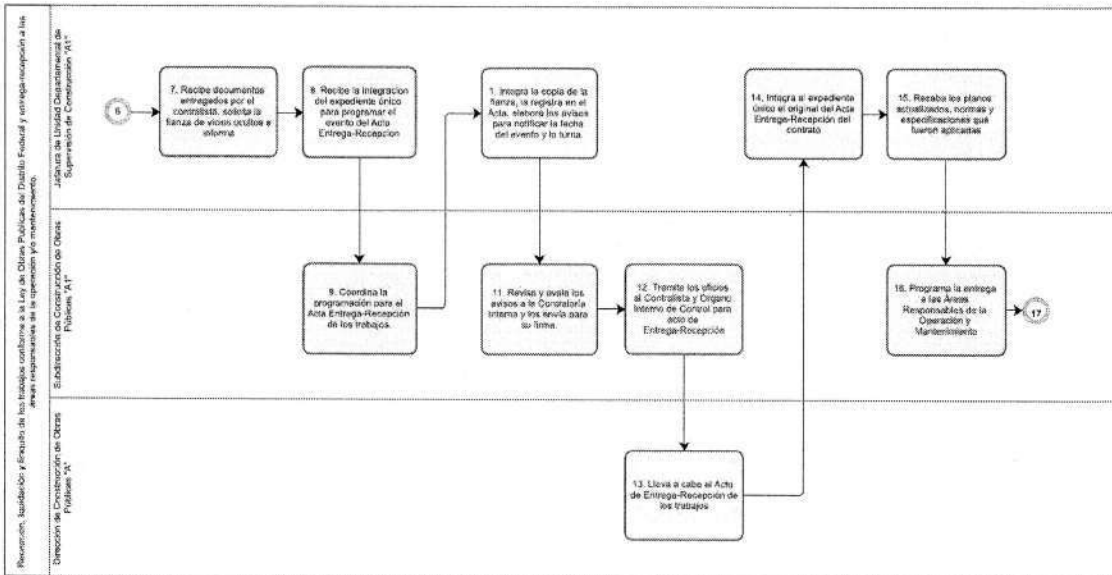 Recepción, liquidación y finiquito de los trabajos conforme a la Ley de Obras Públicas del Distrito Federal y entrega-recepción a las
áreas responsables de la operación y/o mantenimiento.
Jefatura de Unidad Departamental de
Supervisión de Construcción "A1"
6
7. Recibe documentos
entregados por el
contratista, solicita la
fianza de vicios ocultos e
informa
8. Recibe la integracion
del expediente único
para programar el
evento del Acto
Entrega-Recepcion
1. Integra la copia de la
fianza, la registra en el
Acta, elabora los avisos
para notificar la fecha
del evento y lo turna.
14. Integra al expediente
único el original del Acta
Entrega-Recepción del
contrato
15. Recaba los planos
actualizados, normas y
especificaciones que
fueron aplicadas
Subdirección de Construcción de Obras
Públicas "A1"
9. Coordina la
programación para el
Acta Entrega-Recepción
de los trabajos.
11. Revisa y avala los
avisos a la Contraloría
Interna y los envía para
su firma.
12. Tramita los oficios
al Contratista y Organo
Interno de Control para
acto de
Entrega-Recepción
16. Programa la entrega
a las Áreas
Responsables de la
Operación y
Mantenimiento
17
Dirección de Construcción de Obras
Públicas "A"
13. Lleva a cabo el Acto
de Entrega-Recepción de
los trabajos